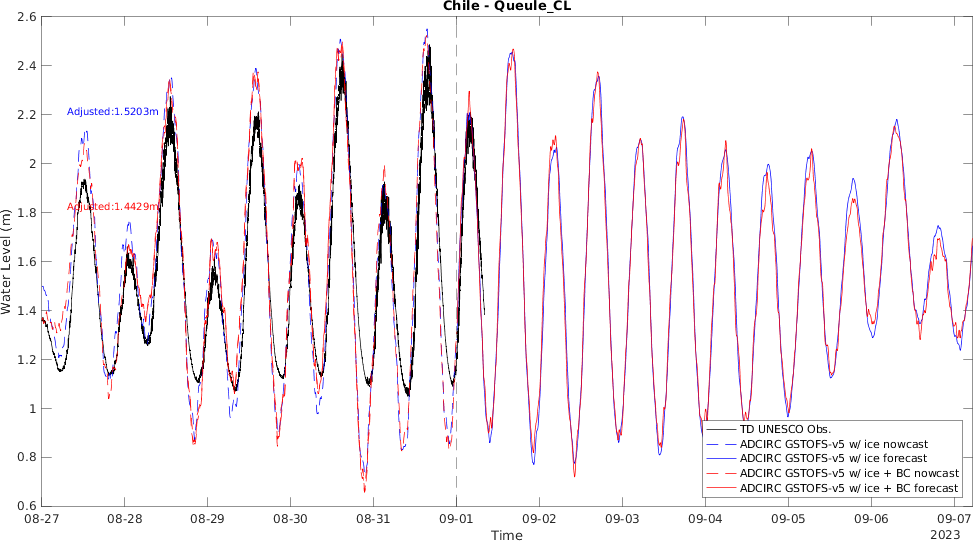 Chile - Queule_CL
2.6
2.4
2.2
2
1.8
1.6
1.4
1.2
1
0.8
0.6
Water Level (m)
Adjusted:1.5203m
Adjusted:1.4429m
TD UNESCO Obs.
ADCIRC GSTOFS-v5 w/ ice nowcast
ADCIRC GSTOFS-v5 w/ ice forecast
ADCIRC GSTOFS-v5 w/ ice + BC nowcast
ADCIRC GSTOFS-v5 w/ ice + BC forecast
08-27 08-28 08-29 08-30 08-31 09-01 09-02 09-03 09-04 09-05 09-06 09-07
Time
2023